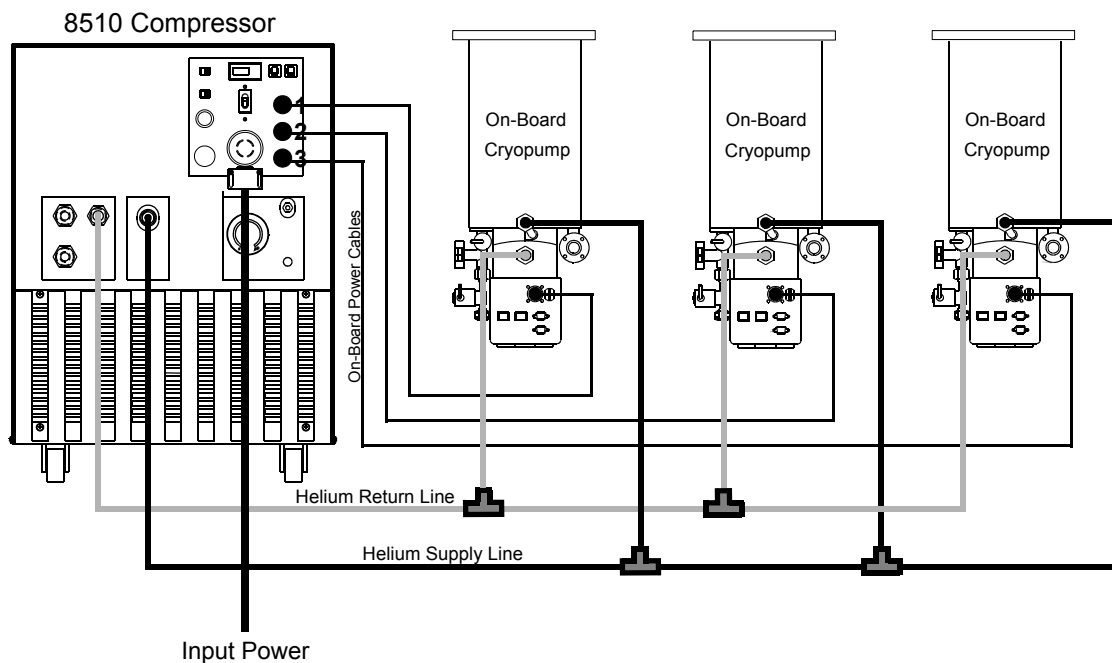 8510 Compressor
1
2
3
On-Board
Cryopump
On-Board
Cryopump
On-Board
Cryopump
On-Board Power Cables
Helium Return Line
Helium Supply Line
Input Power